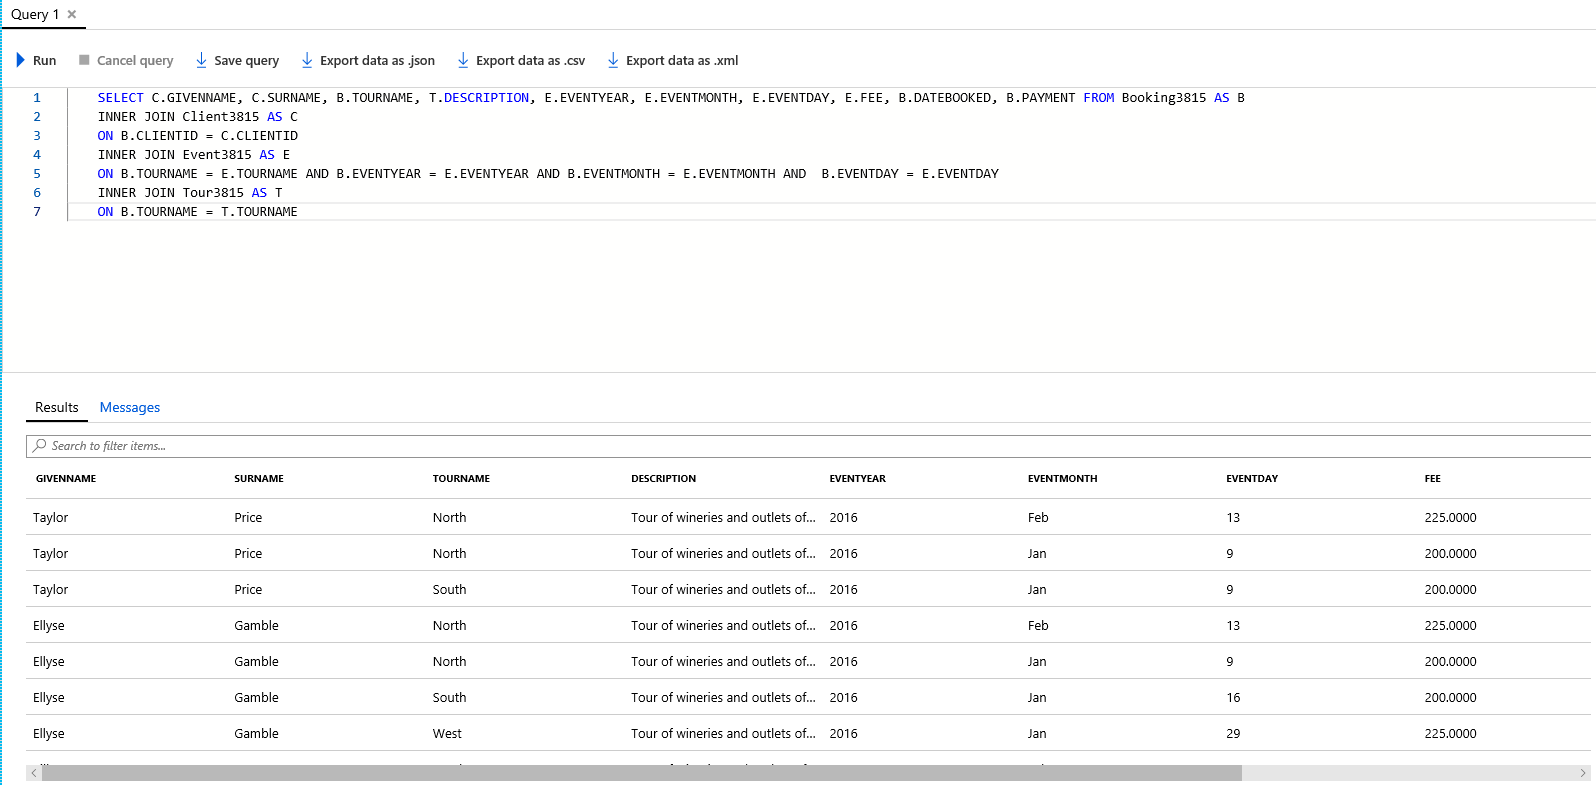 Query 1
Run Cancel query Save query Export data as .json Export data as .csv Export data as .xml
1 SELECT C.GIVENNAME, C.SURNAME, B.TOURNAME, T.DESCRIPTION, E.EVENTYEAR, E.EVENTMONTH, E.EVENTDAY, E.FEE, B.DATEBOOKED, B.PAYMENT FROM Booking3815 AS B
2 INNER JOIN Client3815 AS C
3 ON B.CLIENTID = C.CLIENTID
4 INNER JOIN Event3815 AS E
5 ON B.TOURNAME = E.TOURNAME AND B.EVENTYEAR = E.EVENTYEAR AND B.EVENTMONTH = E.EVENTMONTH AND  B.EVENTDAY = E.EVENTDAY
6 INNER JOIN Tour3815 AS T
7 ON B.TOURNAME = T.TOURNAME
Results Messages
Search to filter items...
GIVENNAME SURNAME TOURNAME DESCRIPTION EVENTYEAR EVENTMONTH EVENTDAY FEE
Taylor Price North Tour of wineries and outlets of... 2016 Feb 13 225.0000
Taylor Price North Tour of wineries and outlets of... 2016 Jan 9 200.0000
Taylor Price South Tour of wineries and outlets of... 2016 Jan 9 200.0000
Ellyse Gamble North Tour of wineries and outlets of... 2016 Feb 13 225.0000
Ellyse Gamble North Tour of wineries and outlets of... 2016 Jan 9 200.0000
Ellyse Gamble South Tour of wineries and outlets of... 2016 Jan 16 200.0000
Ellyse Gamble West Tour of wineries and outlets of... 2016 Jan 29 225.0000